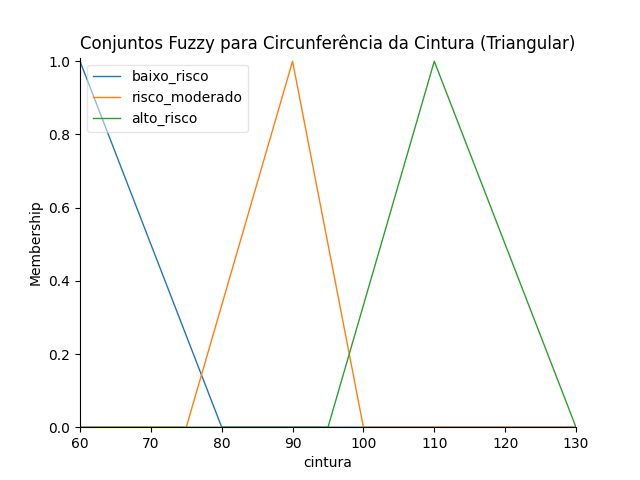 Conjuntos Fuzzy para Circunferência da Cintura (Triangular)
baixo_risco
risco_moderado
alto_risco
Membership
1.0
0.8
0.6
0.4
0.2
0.0
60 70 80 90 100 110 120 130
cintura